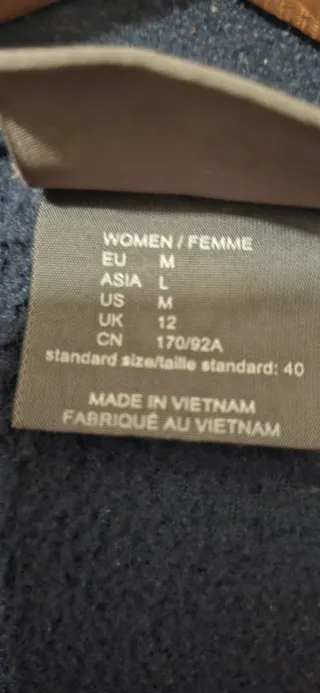 WOMEN / FEMME
EU M
ASIA L
US M
UK 12
CN 170/92A
standard size/taille standard: 40
MADE IN VIETNAM
FABRIQUÉ AU VIETNAM